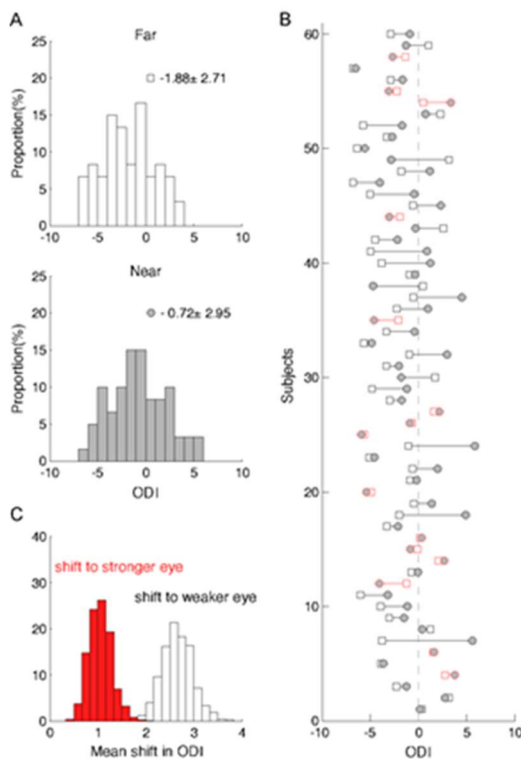 A
Far
25
20
15
10
5
0
Proportion(%)
-1.88± 2.71
-10 -5 0 5 10
Near
25
20
15
10
5
0
Proportion(%)
- 0.72± 2.95
-10 -5 0 5 10
ODI
C
40
30
20
10
0
shift to stronger eye
shift to weaker eye
0 1 2 3 4
Mean shift in ODI
B
60
50
40
30
20
10
0
Subjects
-10 -5 0 5 10
ODI